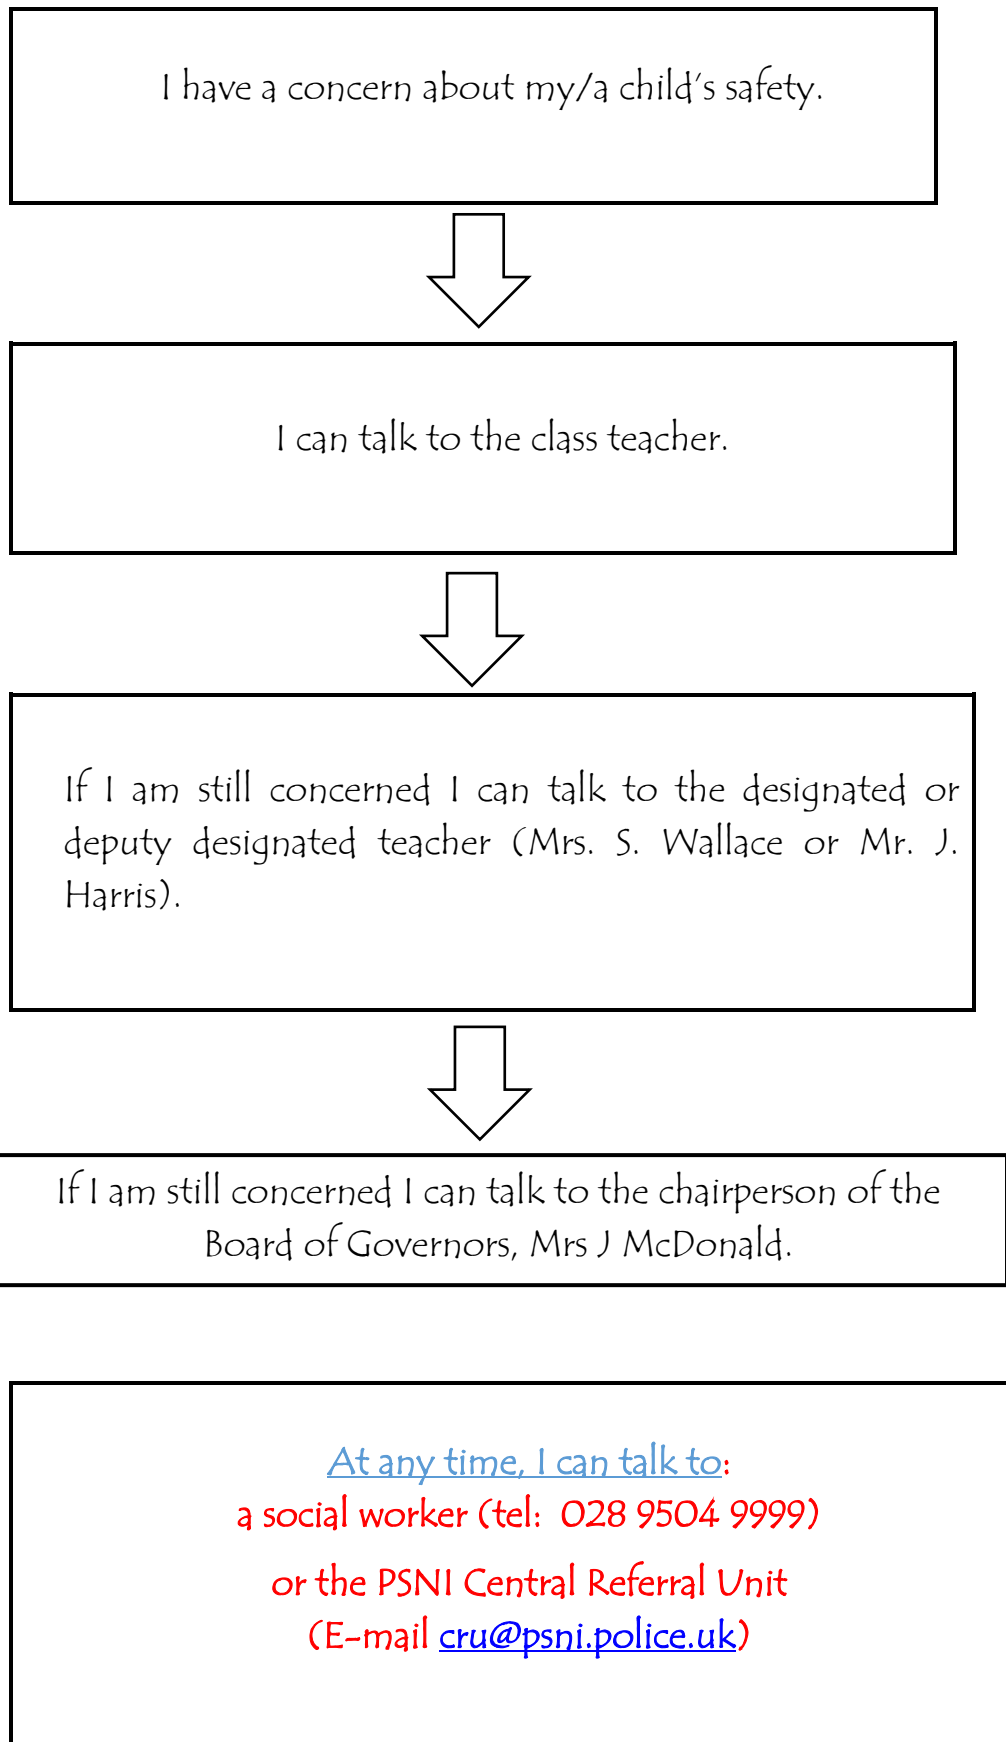 I have a concern about my/a child's safety.
I can talk to the class teacher.
If I am still concerned I can talk to the designated or
deputy designated teacher (Mrs. S. Wallace or Mr. J.
Harris).
If I am still concerned I can talk to the chairperson of the
Board of Governors, Mrs J McDonald.
At any time, I can talk to:
a social worker (tel: 028 9504 9999)
or the PSNI Central Referral Unit
(E-mail cru@psni.police.uk)